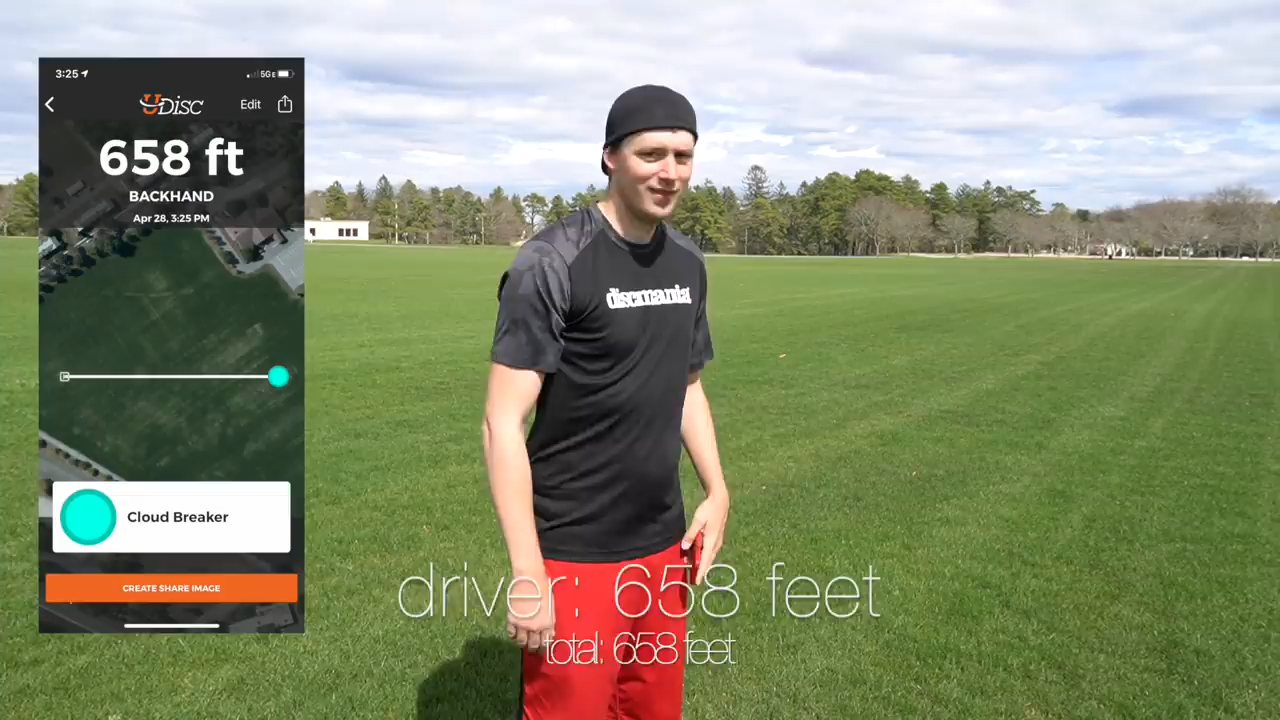 3:25
5GE
UDisc
Edit
658 ft
BACKHAND
Apr 28, 3:25 PM
Cloud Breaker
CREATE SHARE IMAGE
discmania
driver: 658 feet
total: 658 feet